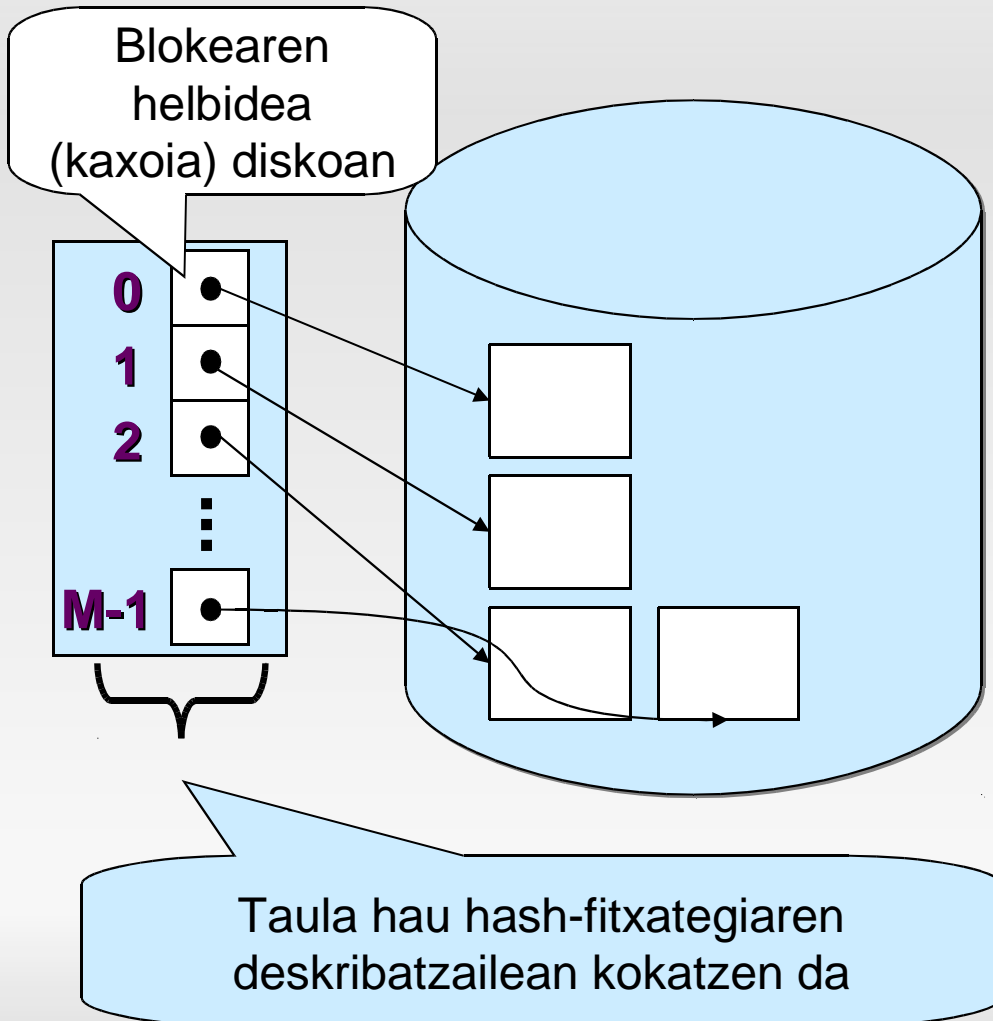 Blokearen
helbidea
(kaxoia) diskoan
0
1
2
M-1
Taula hau hash-fitxategiaren
deskribatzailean kokatzen da